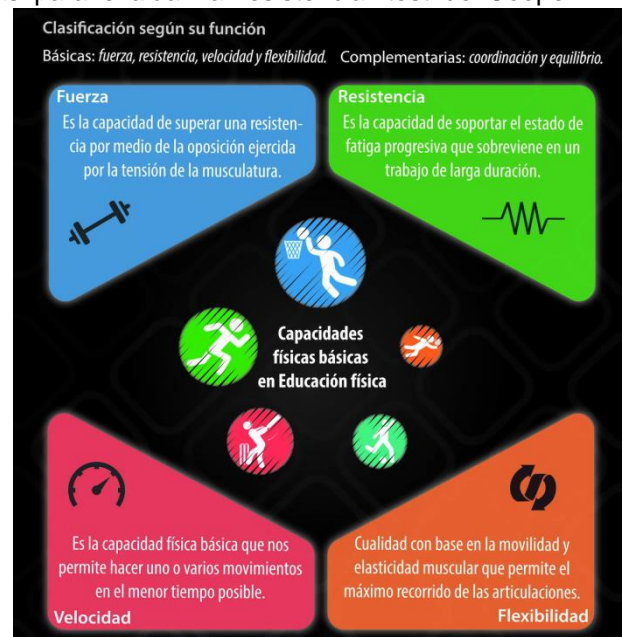 Clasificación según su función
Básicas: fuerza, resistencia, velocidad y flexibilidad. Complementarias: coordinación y equilibrio.
Fuerza
Es la capacidad de superar una resisten-
cia por medio de la oposición ejercida
por la tensión de la musculatura.
Resistencia
Es la capacidad de soportar el estado de
fatiga progresiva que sobreviene en un
trabajo de larga duración.
Capacidades
físicas básicas
en Educación física
Es la capacidad física básica que nos
permite hacer uno o varios movimientos
en el menor tiempo posible.
Velocidad
Cualidad con base en la movilidad y
elasticidad muscular que permite el
máximo recorrido de las articulaciones.
Flexibilidad